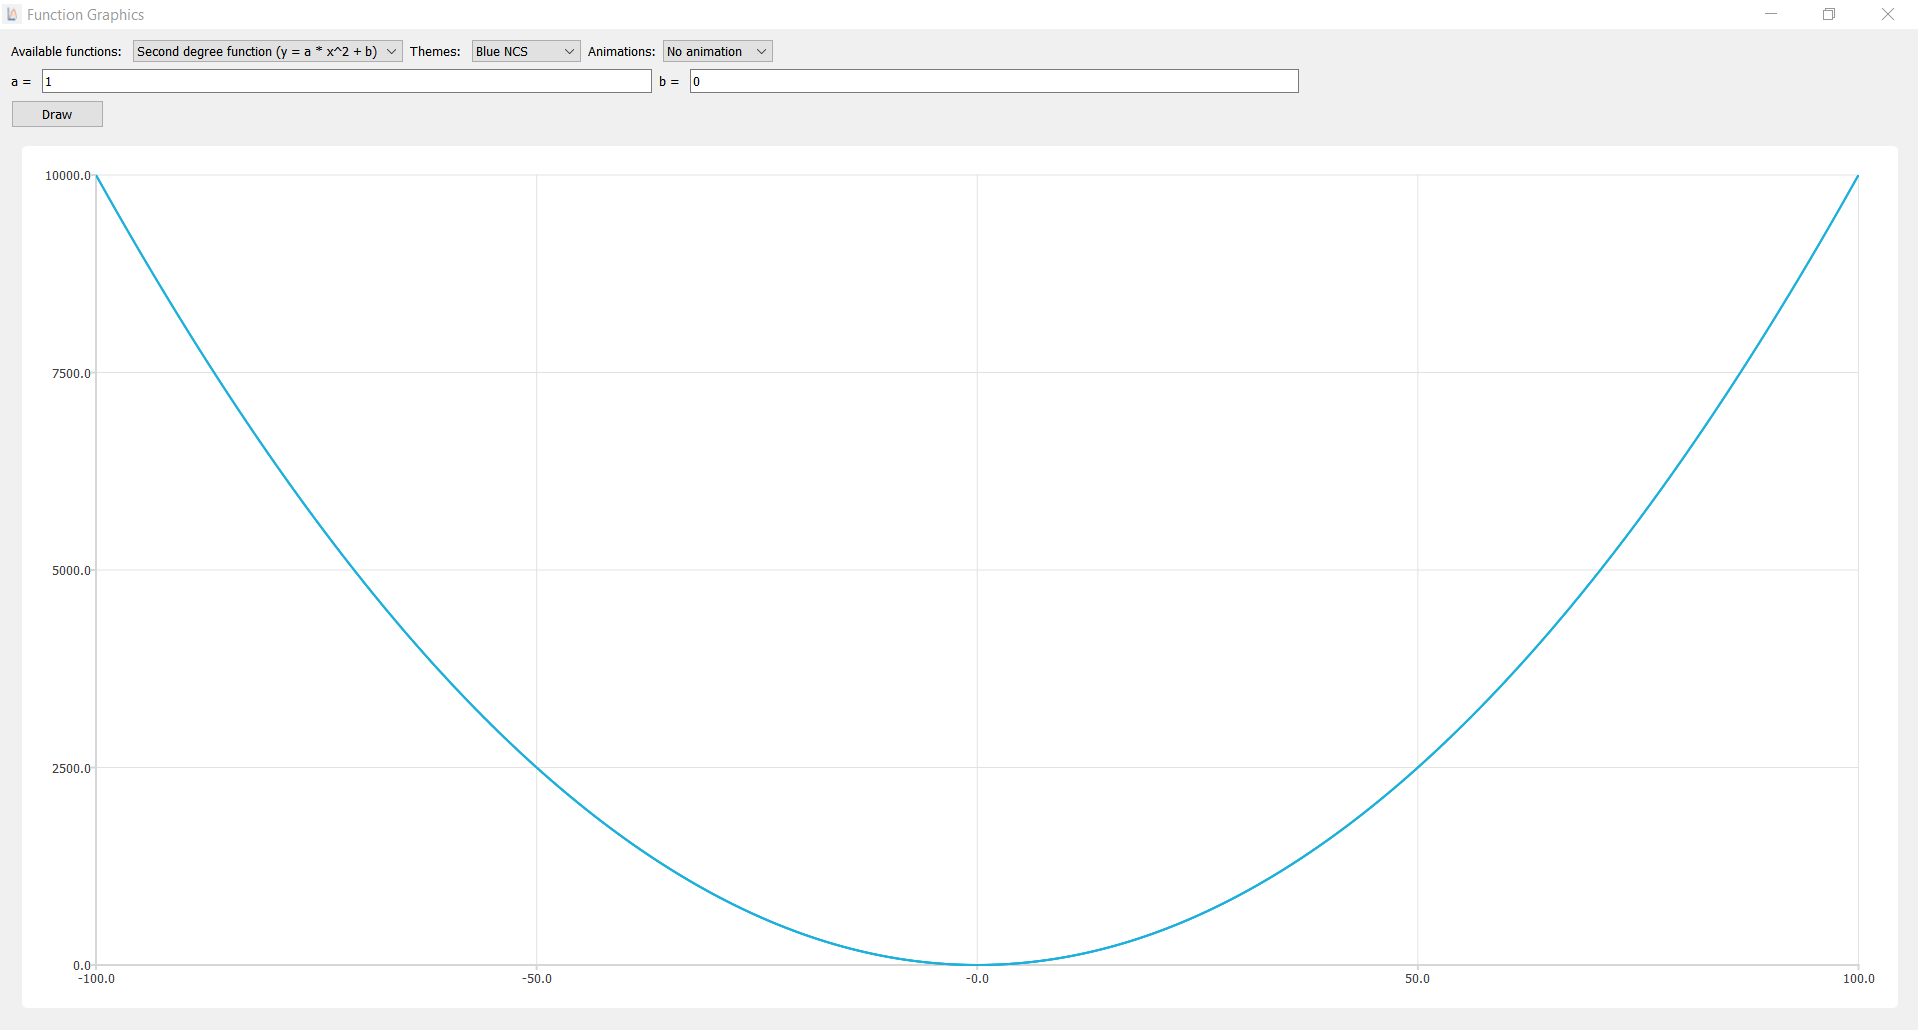 Function Graphics
Available functions: Second degree function (y = a * x^2 + b) Themes: Blue NCS Animations: No animation
a = 1 b = 0
Draw
10000.0
7500.0
5000.0
2500.0
0.0
-100.0 -50.0 -0.0 50.0 100.0